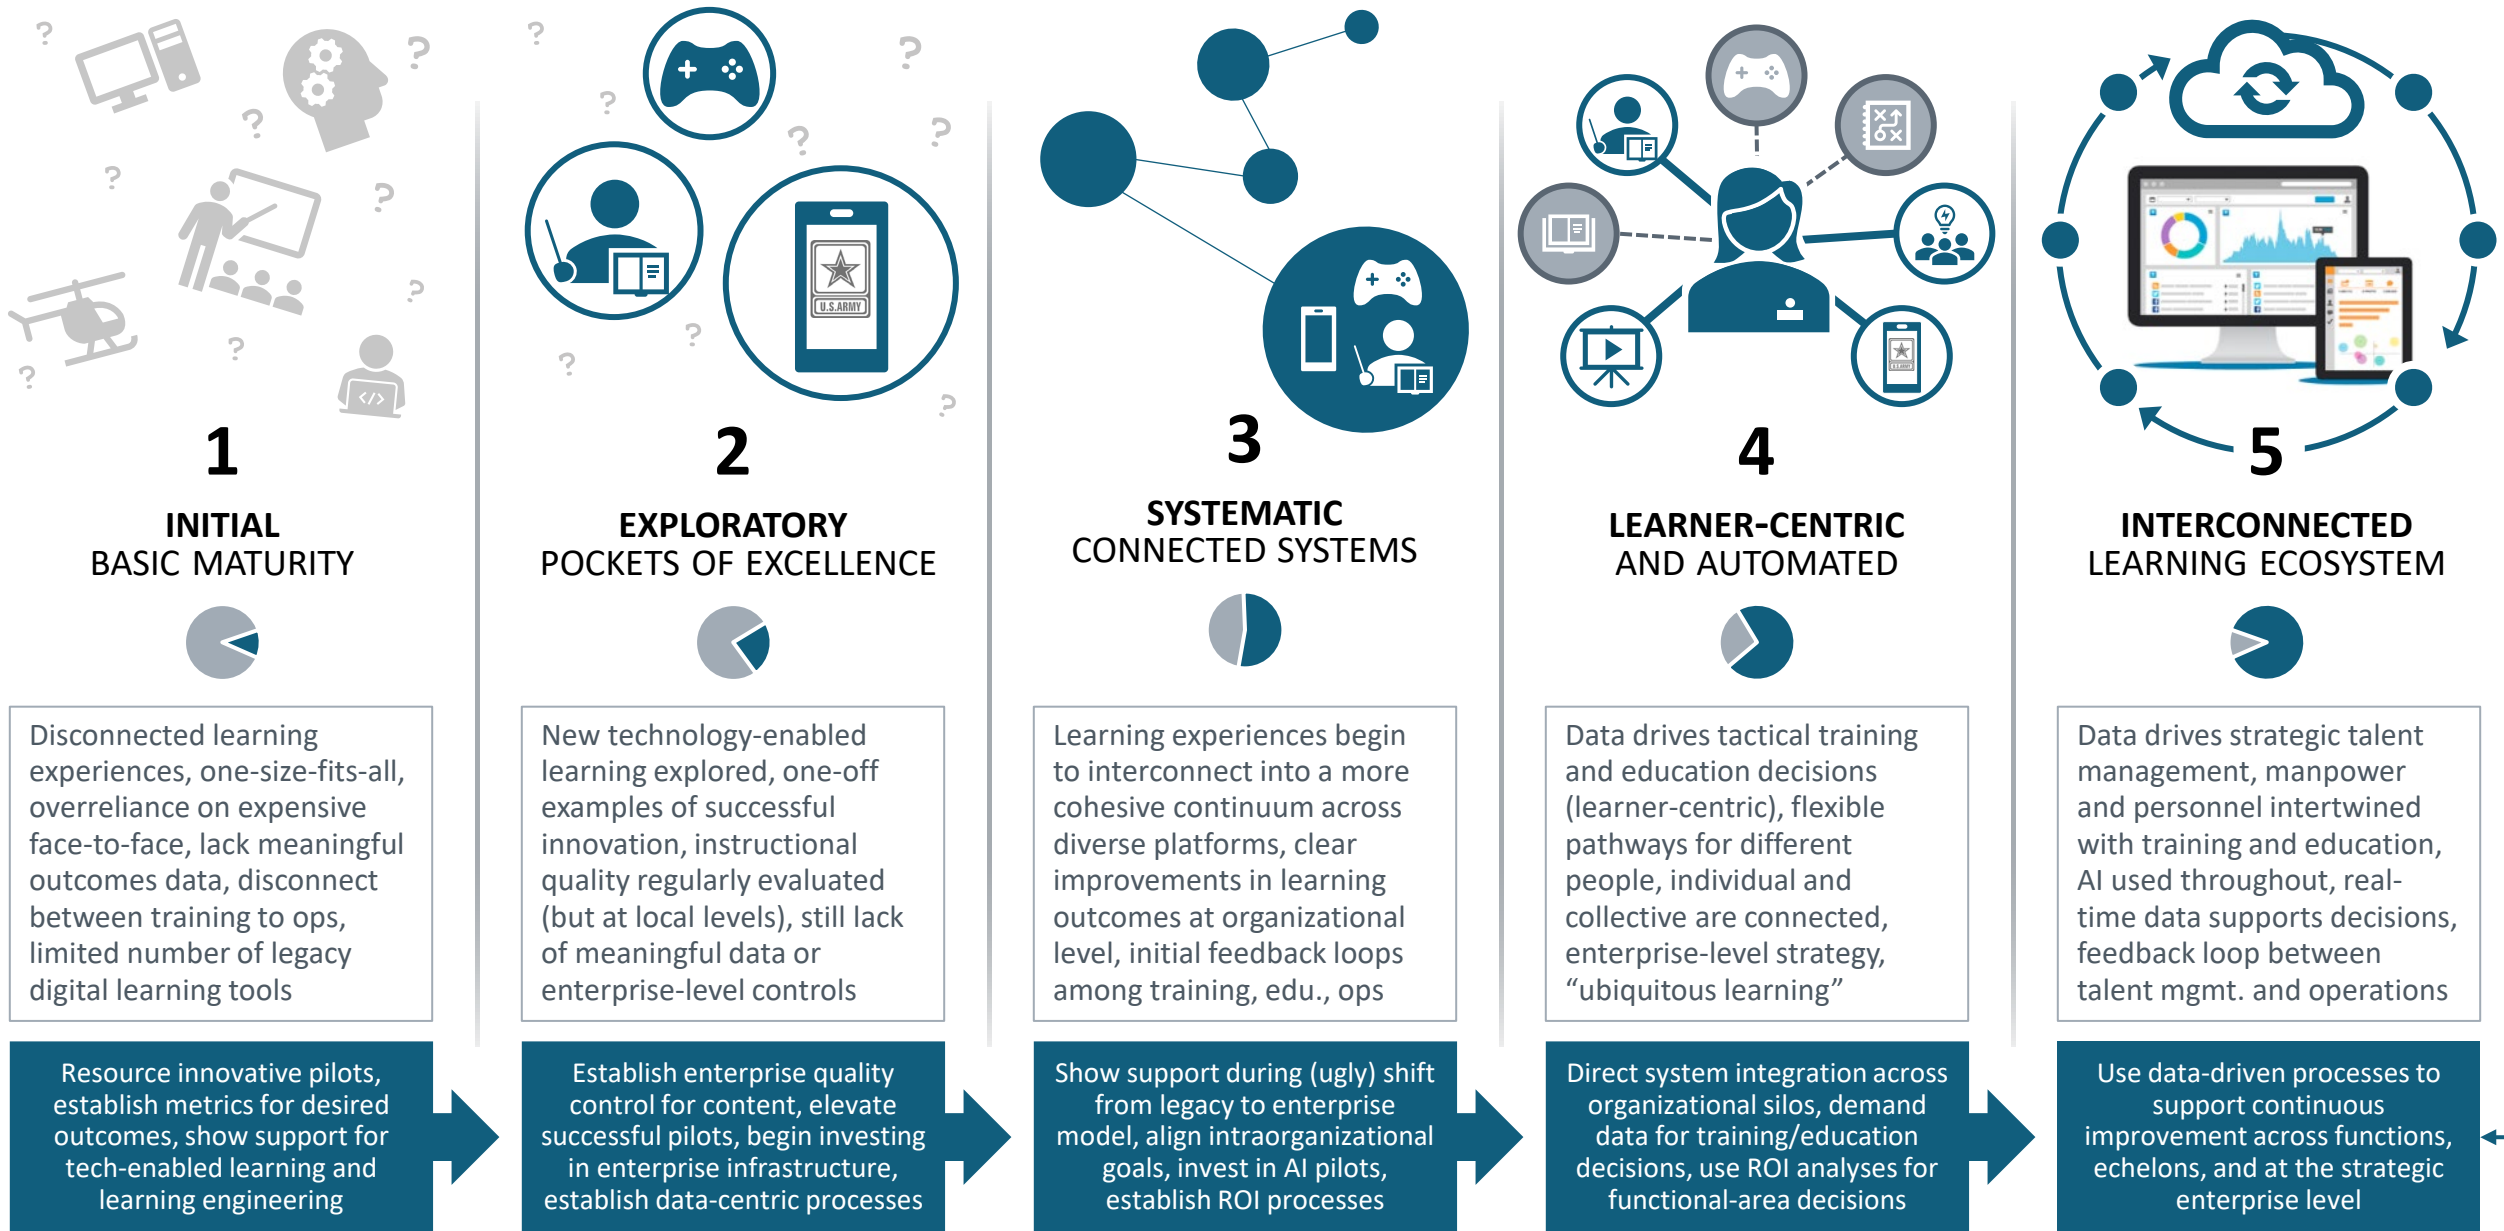 ?
?
?
?
?
?
?
?
</>
?
?
?
?
?
?
?
?
U.S.ARMY
1
INITIAL
BASIC MATURITY
Disconnected learning
experiences, one-size-fits-all,
overreliance on expensive
face-to-face, lack meaningful
outcomes data, disconnect
between training to ops,
limited number of legacy
digital learning tools
Resource innovative pilots,
establish metrics for desired
outcomes, show support for
tech-enabled learning and
learning engineering
2
EXPLORATORY
POCKETS OF EXCELLENCE
New technology-enabled
learning explored, one-off
examples of successful
innovation, instructional
quality regularly evaluated
(but at local levels), still lack
of meaningful data or
enterprise-level controls
Establish enterprise quality
control for content, elevate
successful pilots, begin investing
in enterprise infrastructure,
establish data-centric processes
3
SYSTEMATIC
CONNECTED SYSTEMS
Learning experiences begin
to interconnect into a more
cohesive continuum across
diverse platforms, clear
improvements in learning
outcomes at organizational
level, initial feedback loops
among training, edu., ops
Show support during (ugly) shift
from legacy to enterprise
model, align intraorganizational
goals, invest in AI pilots,
establish ROI processes
4
LEARNER-CENTRIC
AND AUTOMATED
Data drives tactical training
and education decisions
(learner-centric), flexible
pathways for different
people, individual and
collective are connected,
enterprise-level strategy,
“ubiquitous learning”
Direct system integration across
organizational silos, demand
data for training/education
decisions, use ROI analyses for
functional-area decisions
5
INTERCONNECTED
LEARNING ECOSYSTEM
Data drives strategic talent
management, manpower
and personnel intertwined
with training and education,
AI used throughout, real-
time data supports decisions,
feedback loop between
talent mgmt. and operations
Use data-driven processes to
support continuous
improvement across functions,
echelons, and at the strategic
enterprise level